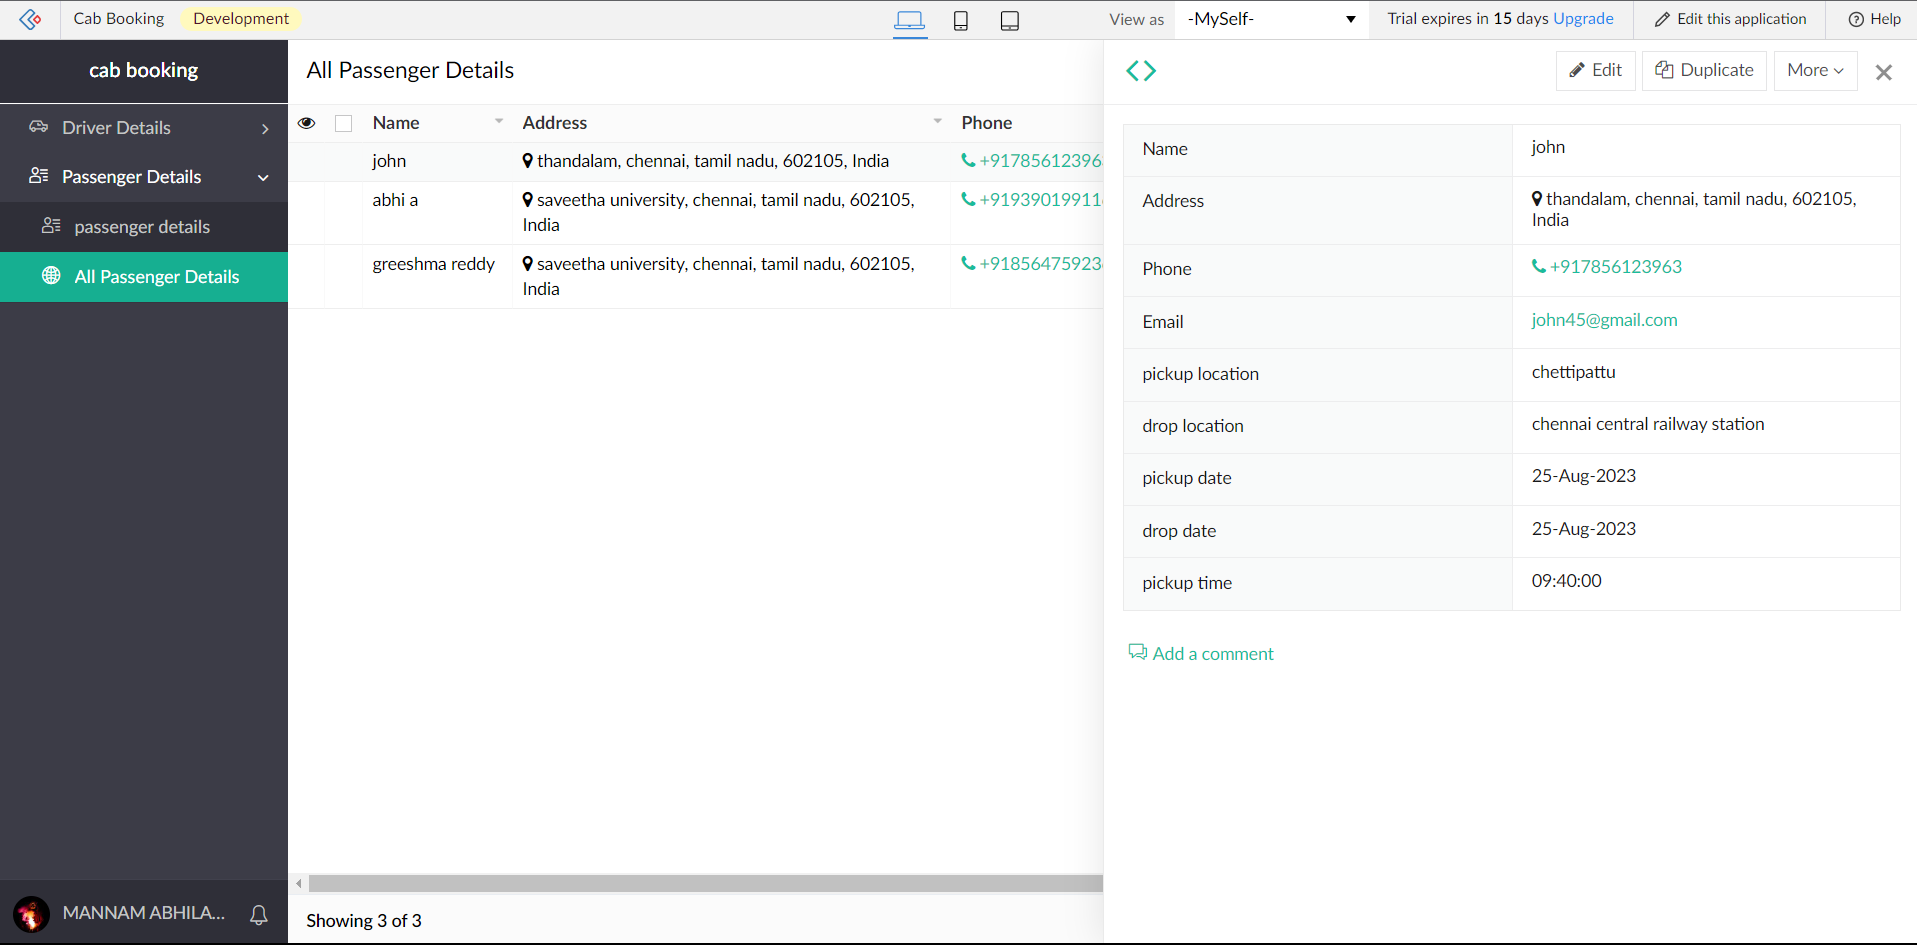 Cab Booking Development View as -MySelf- Trial expires in 15 days Upgrade Edit this application Help
cab booking
Driver Details
Passenger Details
passenger details
All Passenger Details
MANNAM ABHILA...
All Passenger Details
Name Address Phone
john thandalam, chennai, tamil nadu, 602105, India +91785612396
abhi a saveetha university, chennai, tamil nadu, 602105, +91939019911
India
greeshma reddy saveetha university, chennai, tamil nadu, 602105, +91856475923
India
Showing 3 of 3
Edit Duplicate More
Name john
Address thandalam, chennai, tamil nadu, 602105,
India
Phone +917856123963
Email john45@gmail.com
pickup location chettipattu
drop location chennai central railway station
pickup date 25-Aug-2023
drop date 25-Aug-2023
pickup time 09:40:00
Add a comment